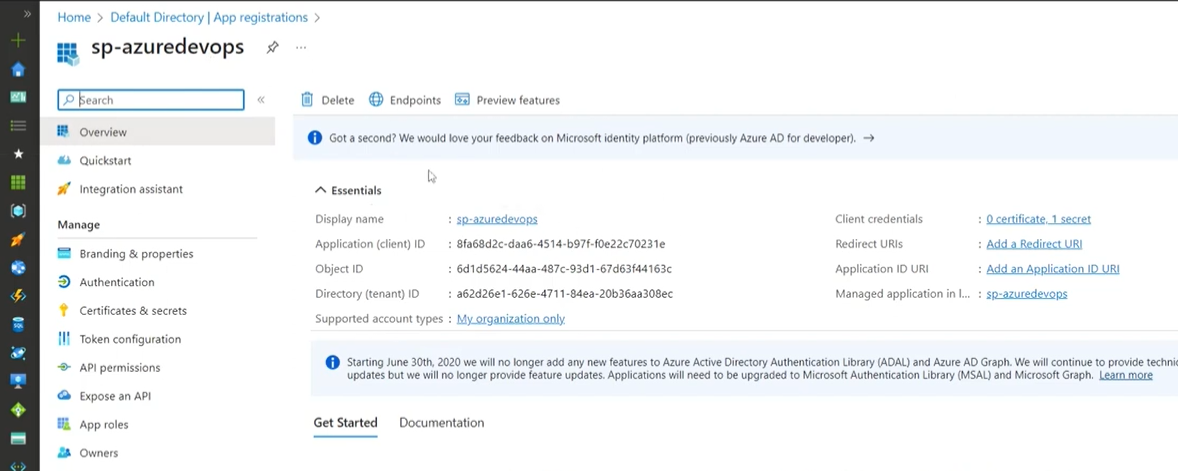 Home > Default Directory | App registrations >
sp-azuredevops
Search
Overview
Quickstart
Integration assistant
Manage
Branding & properties
Authentication
Certificates & secrets
Token configuration
API permissions
Expose an API
App roles
Owners
Delete Endpoints Preview features
Got a second? We would love your feedback on Microsoft identity platform (previously Azure AD for developer). →
Essentials
Display name : sp-azuredevops
Application (client) ID : 8fa68d2c-daa6-4514-b97f-f0e22c70231e
Object ID : 6d1d5624-44aa-487c-93d1-67d63f44163c
Directory (tenant) ID : a62d26e1-626e-4711-84ea-20b36aa308ec
Supported account types : My organization only
Client credentials : 0 certificate, 1 secret
Redirect URIs : Add a Redirect URI
Application ID URI : Add an Application ID URI
Managed application in l... : sp-azuredevops
Starting June 30th, 2020 we will no longer add any new features to Azure Active Directory Authentication Library (ADAL) and Azure AD Graph. We will continue to provide technic
updates but we will no longer provide feature updates. Applications will need to be upgraded to Microsoft Authentication Library (MSAL) and Microsoft Graph. Learn more
Get Started Documentation